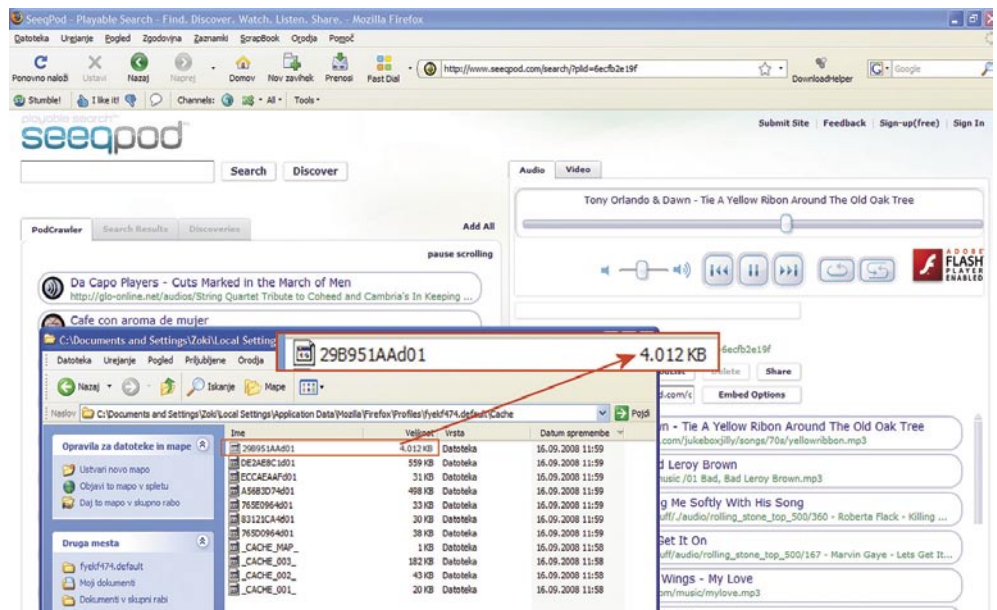 SeeqPod - Playable Search - Find. Discover. Watch. Listen. Share. - Mozilla Firefox
Datoteka Urejanje Pogled Zgodovina Zaznamki ScrapBook Orodja Pomoč
Ponovno naloži Ustavi Nazaj Naprej Domov Nov zavihek Prenosi Fast Dial http://www.seeqpod.com/search/?plid=6ecfb2e19f DownloadHelper Google
Stumble! I like it! Channels: All Tools
playable search
seeqpod
Submit Site Feedback Sign-up(free) Sign In
Search Discover
Audio Video
Tony Orlando & Dawn - Tie A Yellow Ribon Around The Old Oak Tree
PodCrawler Search Results Discoveries Add All
pause scrolling
ADOBE
FLASH
PLAYER
ENABLED
Da Capo Players - Cuts Marked in the March of Men
http://glo-online.net/audios/String Quartet Tribute to Coheed and Cambria's In Keeping ...
Cafe con aroma de mujer
C:\Documents and Settings\Zoki\Local Setting
29B951AAd01 4.012 KB
-6ecfb2e19f
Datoteka Urejanje Pogled Priljubljene Orodja
Delete Share
Nazaj Iskanje Mape
d.com/c Embed Options
Naslov C:\Documents and Settings\Zoki\Local Settings\Application Data\Mozilla\Firefox\Profiles\fyekf474.default\Cache Pojdi
Opravila za datoteke in mape
Ustvari novo mapo
Objavi to mapo v spletu
Daj to mapo v skupno rabo
Druga mesta
fyekf474.default
Moji dokumenti
Dokumenti v skupni rabi
Ime Velikost Vrsta Datum spremembe
29B951AAd01 4.012 KB Datoteka 16.09.2008 11:59
DE2AE8C1d01 559 KB Datoteka 16.09.2008 11:59
ECCAEAAFd01 31 KB Datoteka 16.09.2008 11:59
A56B3D74d01 498 KB Datoteka 16.09.2008 11:59
765E0964d01 33 KB Datoteka 16.09.2008 11:59
83121CA4d01 30 KB Datoteka 16.09.2008 11:59
765D0964d01 38 KB Datoteka 16.09.2008 11:59
_CACHE_MAP_ 1 KB Datoteka 16.09.2008 11:58
_CACHE_003_ 182 KB Datoteka 16.09.2008 11:58
_CACHE_002_ 43 KB Datoteka 16.09.2008 11:58
_CACHE_001_ 20 KB Datoteka 16.09.2008 11:58
n - Tie A Yellow Ribon Around The Old Oak Tree
.com/jukeboxjilly/songs/70s/yellowribbon.mp3
d Leroy Brown
usic /01 Bad, Bad Leroy Brown.mp3
g Me Softly With His Song
uff/./audio/rolling_stone_top_500/360 - Roberta Flack - Killing ...
Get It On
uff/audio/rolling_stone_top_500/167 - Marvin Gaye - Lets Get It...
Wings - My Love
om/music/mylove.mp3